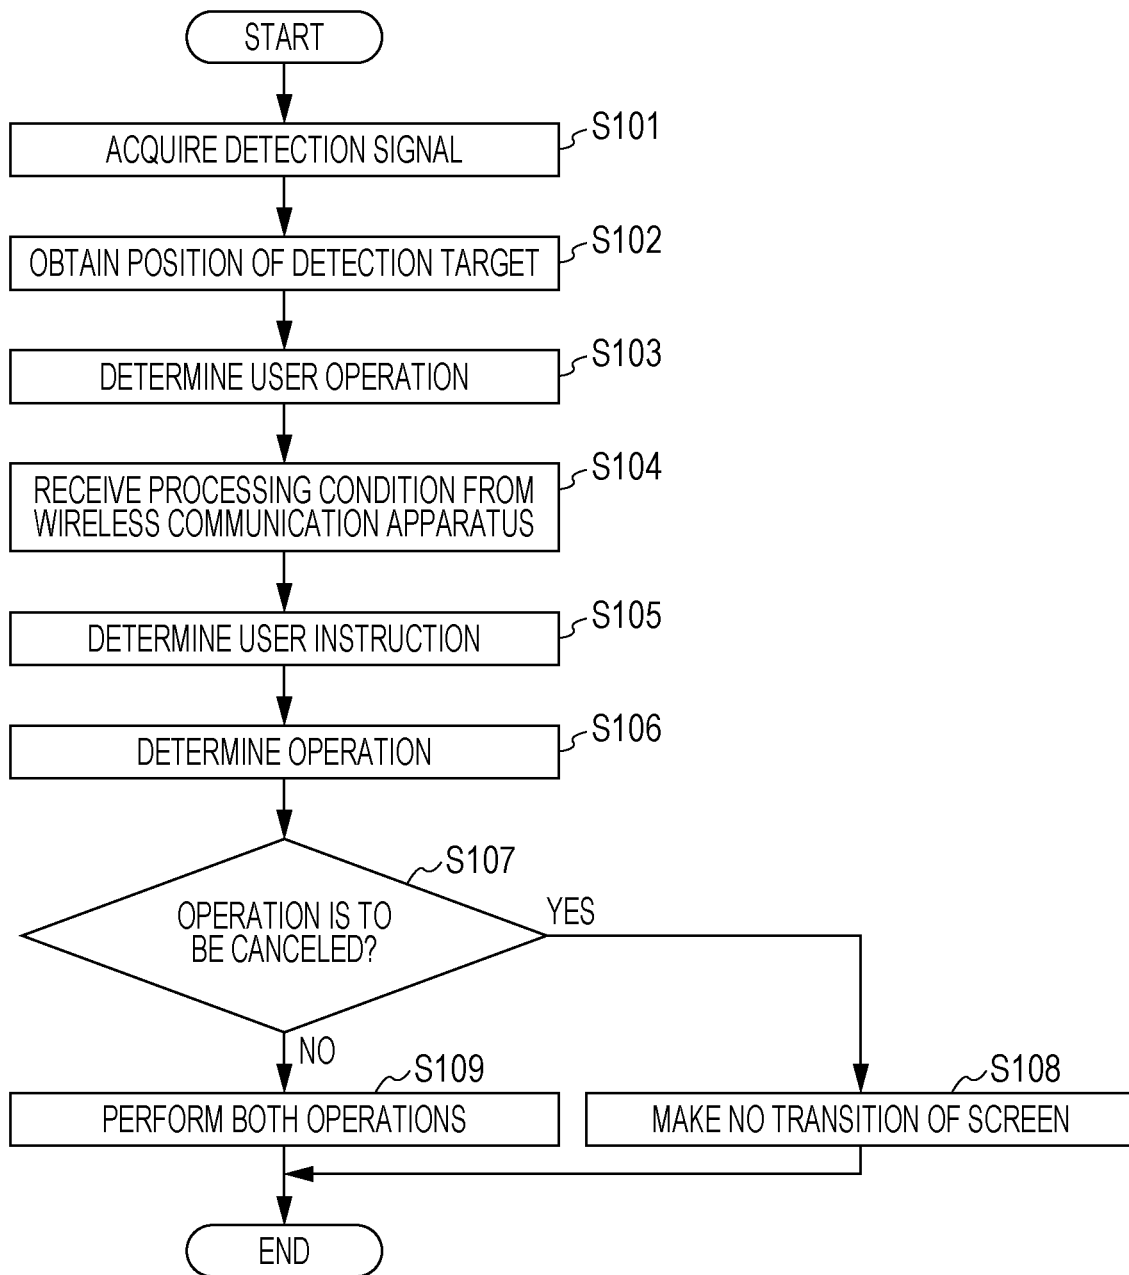 START
ACQUIRE DETECTION SIGNAL
S101
OBTAIN POSITION OF DETECTION TARGET
S102
DETERMINE USER OPERATION
S103
RECEIVE PROCESSING CONDITION FROM
WIRELESS COMMUNICATION APPARATUS
S104
DETERMINE USER INSTRUCTION
S105
DETERMINE OPERATION
S106
OPERATION IS TO
BE CANCELED?
S107
YES
NO
PERFORM BOTH OPERATIONS
S109
MAKE NO TRANSITION OF SCREEN
S108
END